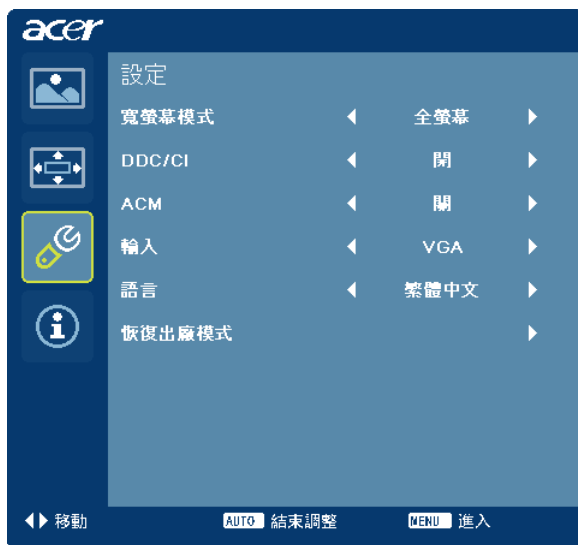 acer
設定
寬螢幕模式 全螢幕
DDC/CI 開
ACM 關
輸入 VGA
語言 繁體中文
恢復出廠模式
移動 AUTO 結束調整 MENU 進入